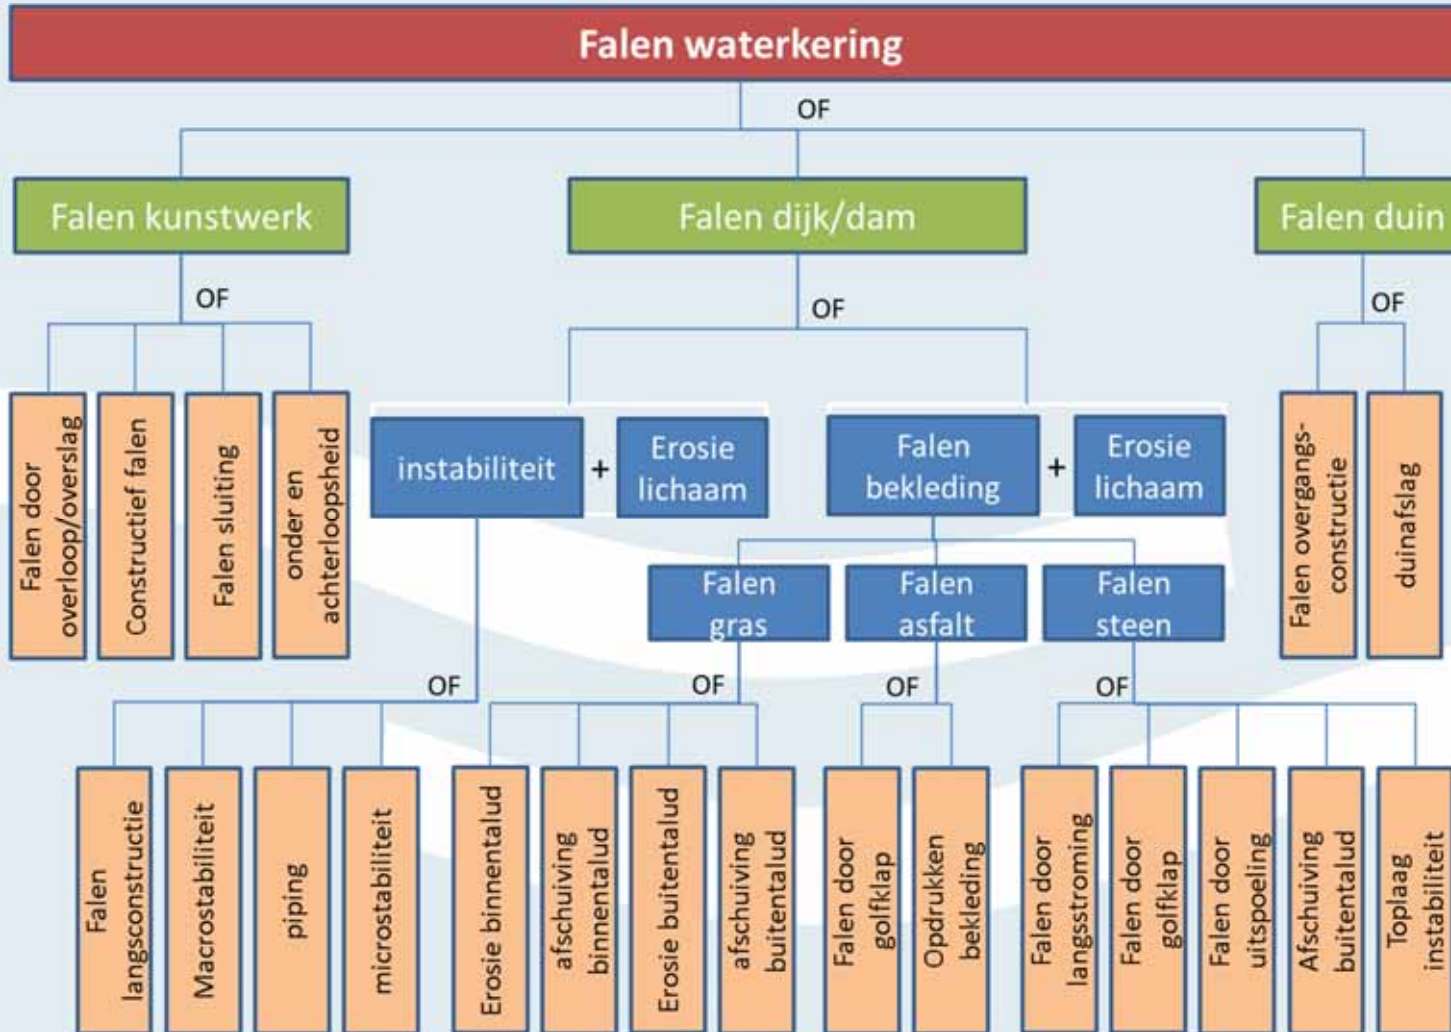 Falen waterkering
OF
Falen kunstwerk
Falen dijk/dam
Falen duin
OF
OF
OF
Falen door
overloop/overslag
Constructief falen
Falen sluiting
onder en
achterloopsheid
instabiliteit
+
Erosie
lichaam
Falen
bekleding
+
Erosie
lichaam
Falen overgangs-
constructie
duinafslag
Falen
gras
Falen
asfalt
Falen
steen
OF
OF
OF
OF
Falen
langsconstructie
Macrostabiliteit
piping
microstabiliteit
Erosie binnentalud
afschuiving
binnentalud
Erosie buitentalud
afschuiving
buitentalud
Falen door
golfklap
Opdrukken
bekleding
Falen door
langsstroming
Falen door
golfklap
Falen door
uitspoeling
Afschuiving
buitentalud
Toplaag
instabiliteit